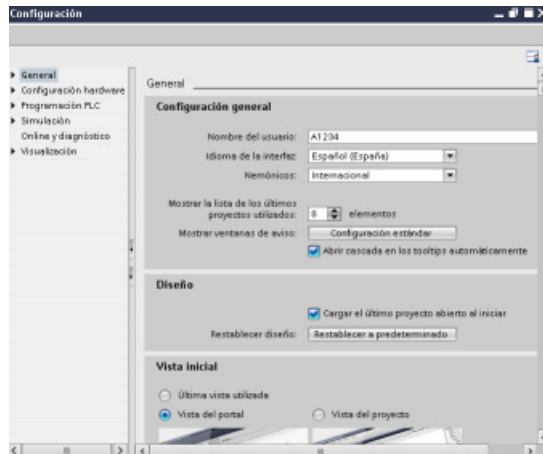 Configuración
General
Configuración hardware
Programación PLC
Simulación
Online y diagnóstico
Visualización
General
Configuración general
Nombre del usuario: A1234
Idioma de la interfaz: Español (España)
Nemónicos: Internacional
Mostrar la lista de los últimos
proyectos utilizados: 8 elementos
Mostrar ventanas de aviso: Configuración estándar
Abrir cascada en los tooltips automáticamente
Diseño
Cargar el último proyecto abierto al iniciar
Restablecer diseño: Restablecer a predeterminado
Vista inicial
Última vista utilizada
Vista del portal Vista del proyecto